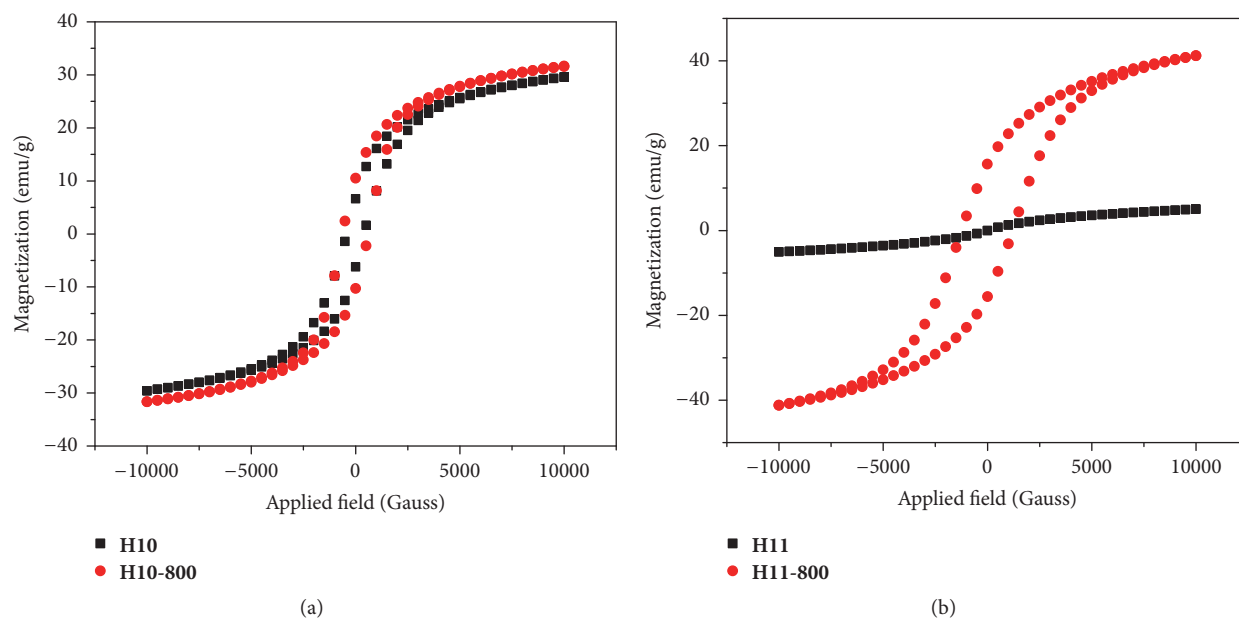 40
30
20
10
0
−10
−20
−30
−40
Magnetization (emu/g)
−10000 −5000 0 5000 10000
Applied field (Gauss)
H10
H10-800
(a)
40
20
0
−20
−40
Magnetization (emu/g)
−10000 −5000 0 5000 10000
Applied field (Gauss)
H11
H11-800
(b)